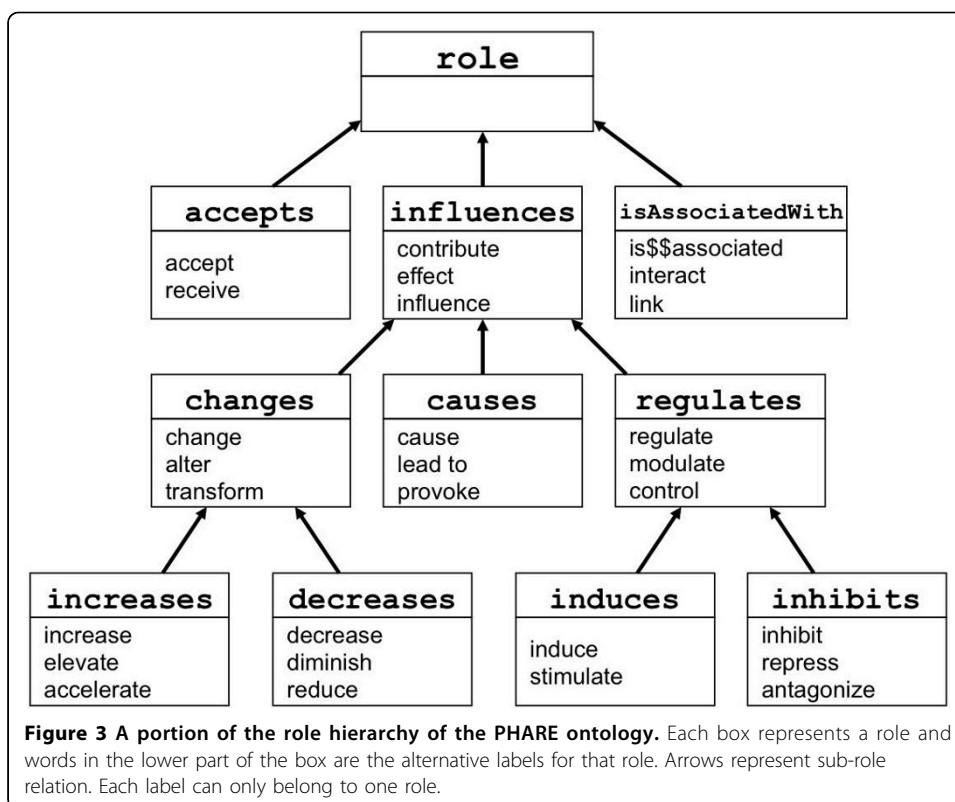 role
accepts
accept
receive
influences
contribute
effect
influence
isAssociatedWith
is$$associated
interact
link
changes
change
alter
transform
causes
cause
lead to
provoke
regulates
regulate
modulate
control
increases
increase
elevate
accelerate
decreases
decrease
diminish
reduce
induces
induce
stimulate
inhibits
inhibit
repress
antagonize
Figure 3 A portion of the role hierarchy of the PHARE ontology. Each box represents a role and
words in the lower part of the box are the alternative labels for that role. Arrows represent sub-role
relation. Each label can only belong to one role.